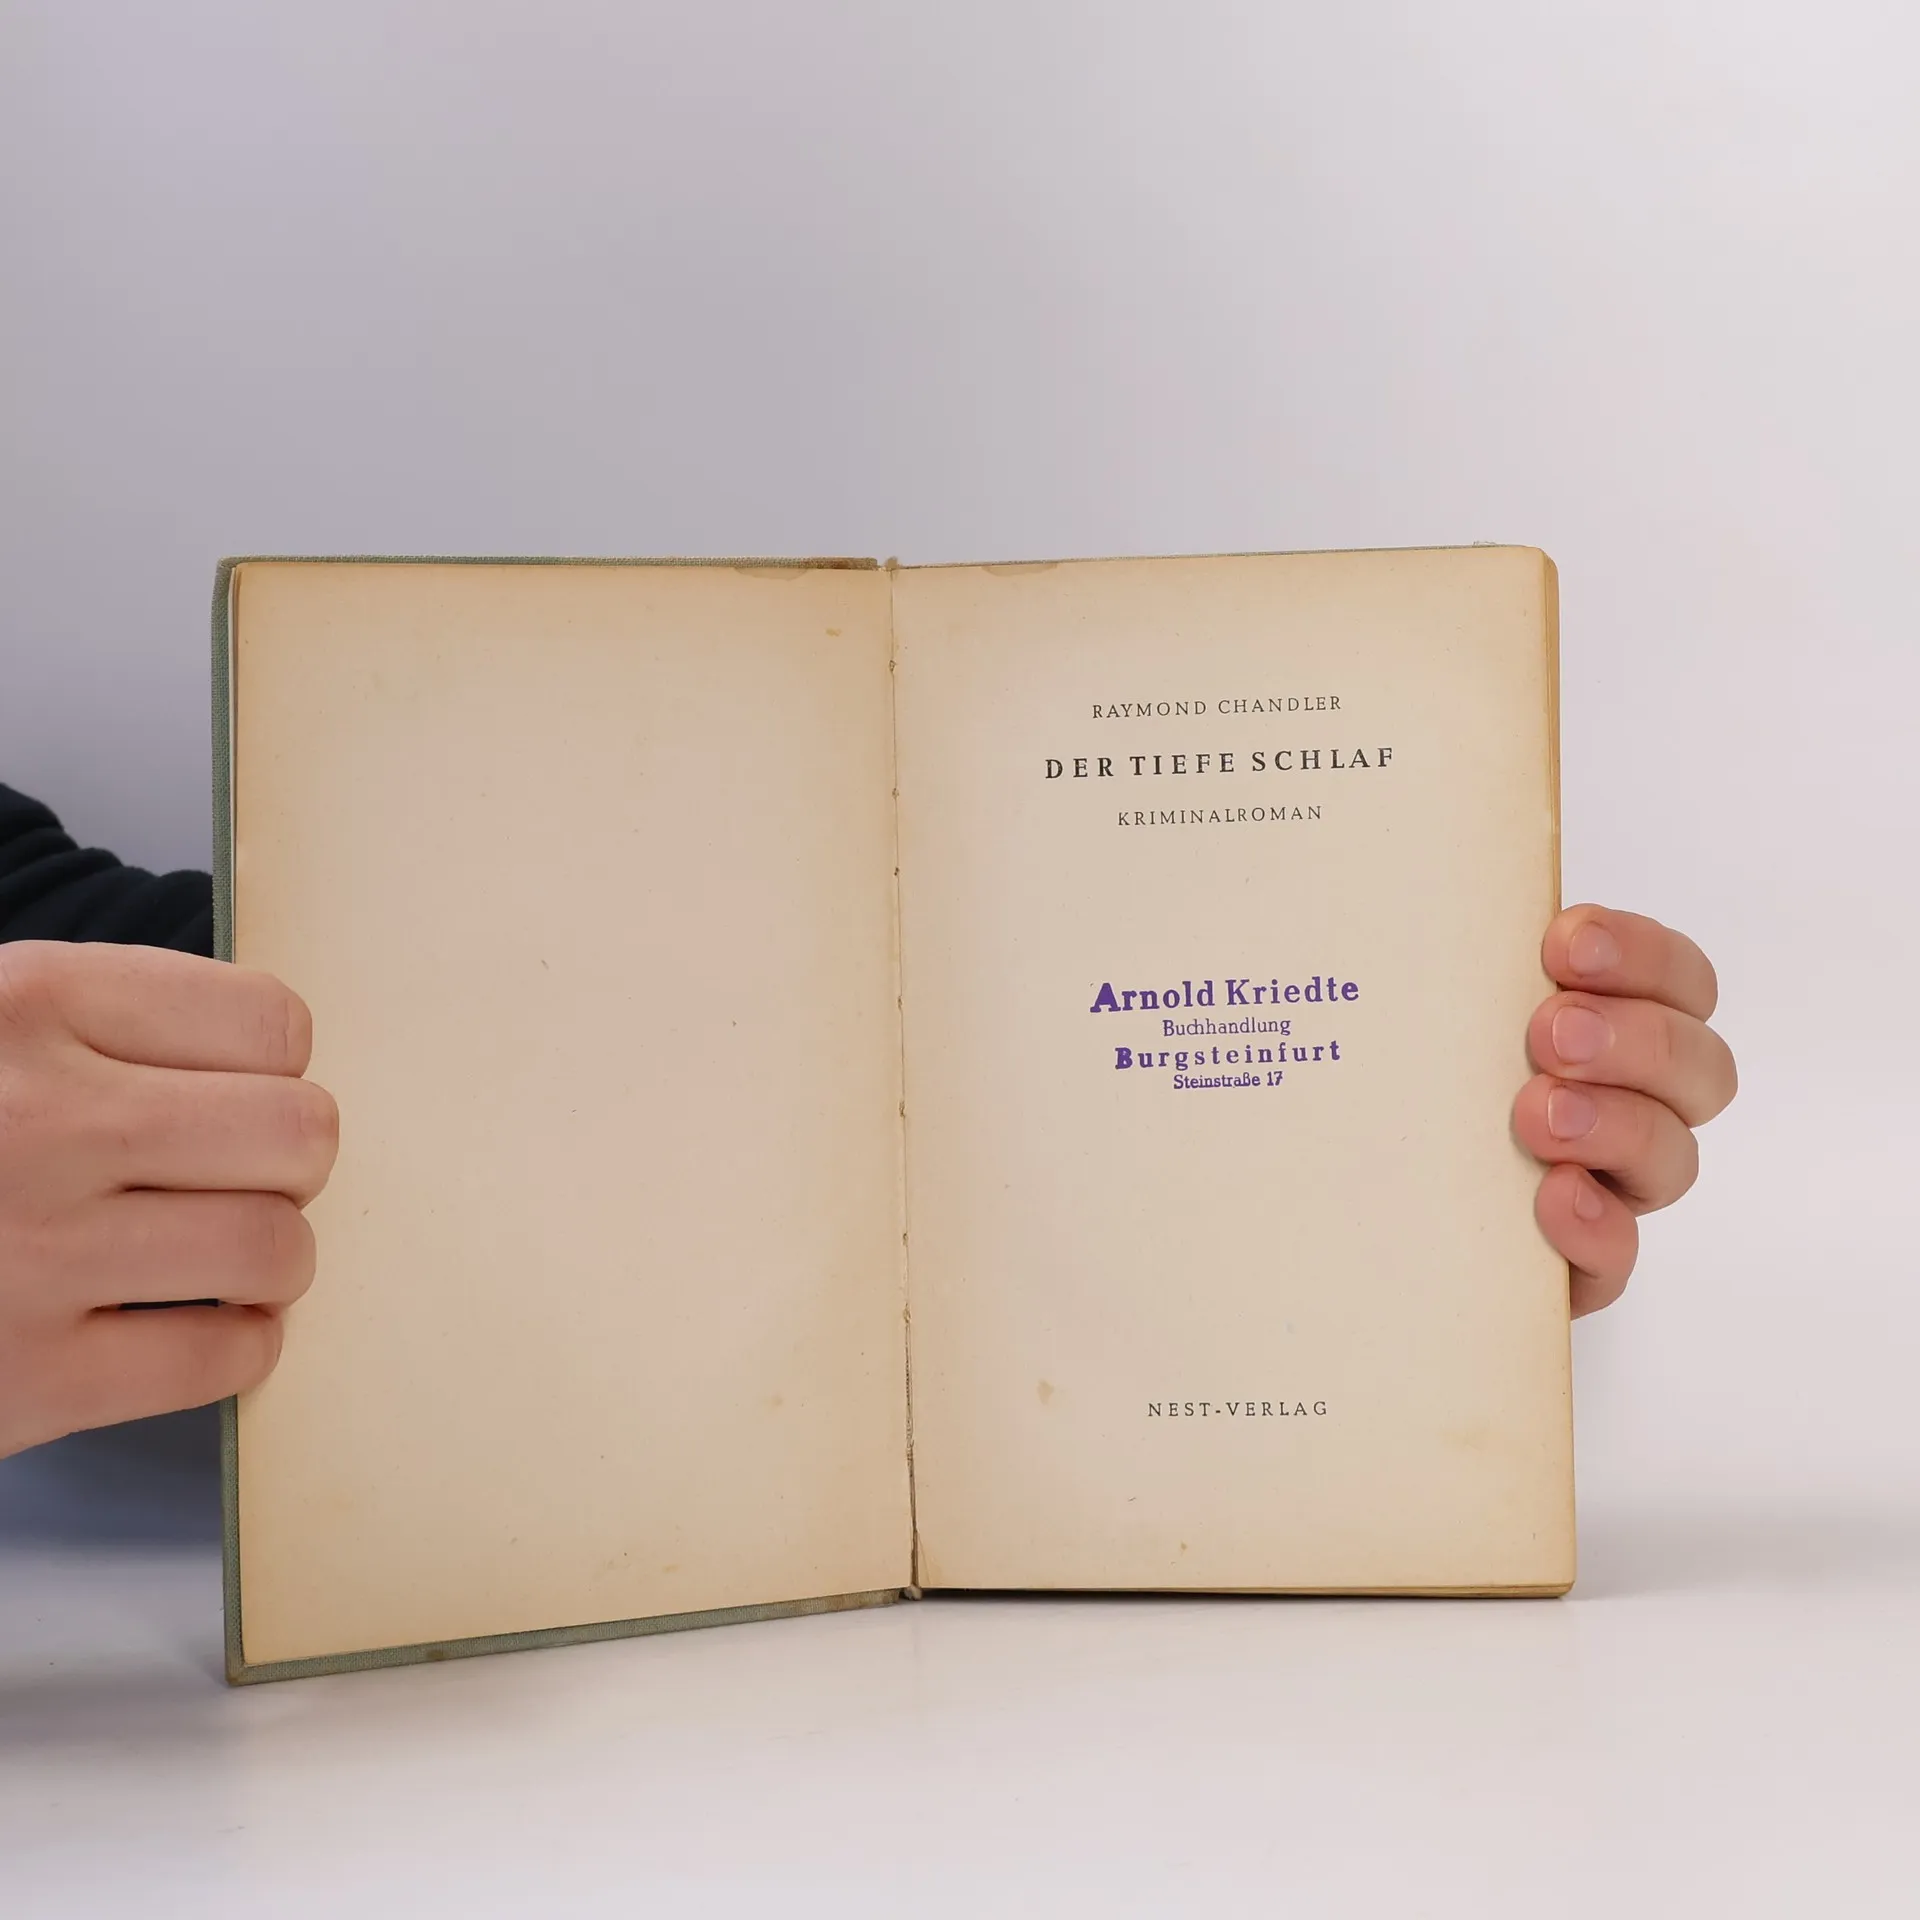 RAYMOND CHANDLER
DER TIEFE SCHLAF
KRIMINALROMAN
Arnold Kriedte
Buchhandlung
Burgsteinfurt
Steinstraße 17
NEST-VERLAG